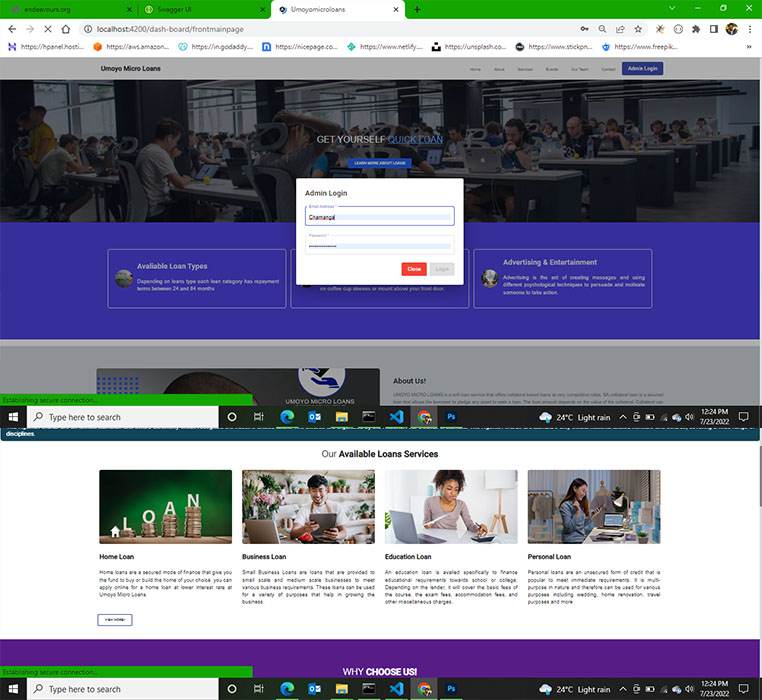 endeavours.org
Swagger UI
Umoyomicroloans
localhost:4200/dash-board/frontmainpage
https://hpanel.hosti...
https://aws.amazon...
https://in.godaddy....
https://nicepage.co...
https://www.netlify...
https://unsplash.co...
https://www.stickpn...
https://www.freepik...
Umoyo Micro Loans
Home
About
Services
Events
Our Team
Contact
Admin Login
GET YOURSELF QUICK LOAN
LEARN MORE ABOUT LOANS
Admin Login
Email Address *
Chamangal
Password *
Close
Login
Avaliable Loan Types
Depending on loans type each loan category has repayment
terms between 24 and 84 months
on coffee cup sleeves or mount above your front door.
Advertising & Entertainment
Advertising is the act of creating messages and using
different psychological techniques to persuade and motivate
someone to take action.
UMOYO MICRO LOANS
About Us!
UMOYO MICRO LOANS is a soft loan service that offers collateral based loans at very competitive rates. SA collateral loan is a secured
loan that allows the borrower to pledge any asset to work a loan. The loan amount depends on the value of the collateral. Collateral can
Establishing secure connection...
Type here to search
24°C Light rain
12:24 PM
7/23/2022
disciplines.
Our Available Loans Services
Home Loan
Home loans are a secured mode of finance that give you
the fund to buy or build the home of your choice. you can
apply online for a home loan at lower interest rate at
Umoyo Micro Loans
VIEW MORE+
Business Loan
Small Business Loans are loans that are provided to
small scale and medium scale businesses to meet
various business requirements. These loans can be used
for a variety of purposes that help in growing the
business.
Education Loan
An education loan is availed specifically to finance
educational requirements towards school or college.
Depending on the lender, it will cover the basic fees of
the course, the exam fees, accommodation fees, and
other miscellaneous charges.
Personal Loan
Personal loans are an unsecured form of credit that is
popular to meet immediate requirements. It is multi-
purpose in nature and therefore can be used for various
purposes including wedding, home renovation, travel
purposes and more
LOAN
WHY CHOOSE US!
Establishing secure connection...
Type here to search
24°C Light rain
12:24 PM
7/23/2022